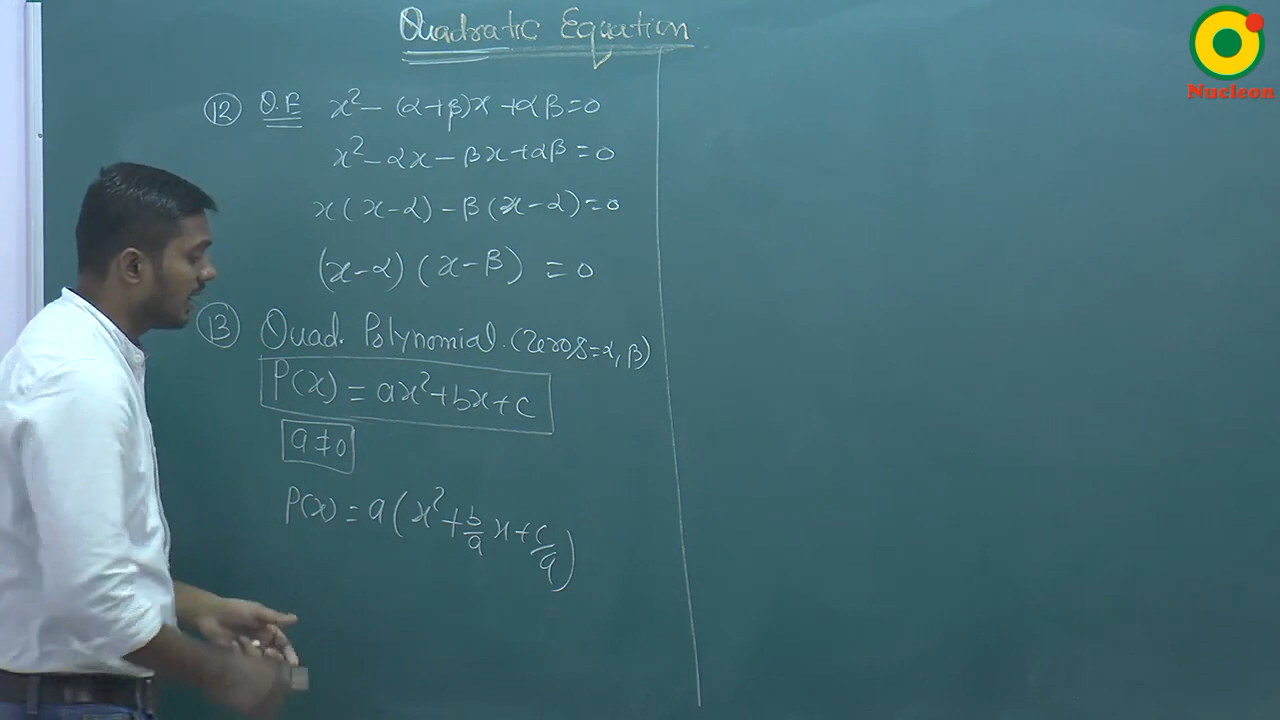 Quadratic Equation
Nucleon
(12) Q.E x² - (α+β)x + αβ = 0
x² - αx - βx + αβ = 0
x(x-α) - β(x-α) = 0
(x-α) (x-β) = 0
(13) Quad. Polynomial. (Zeros = α, β)
P(x) = ax² + bx + c
a ≠ 0
P(x) = a(x² + b/a x + c/a)